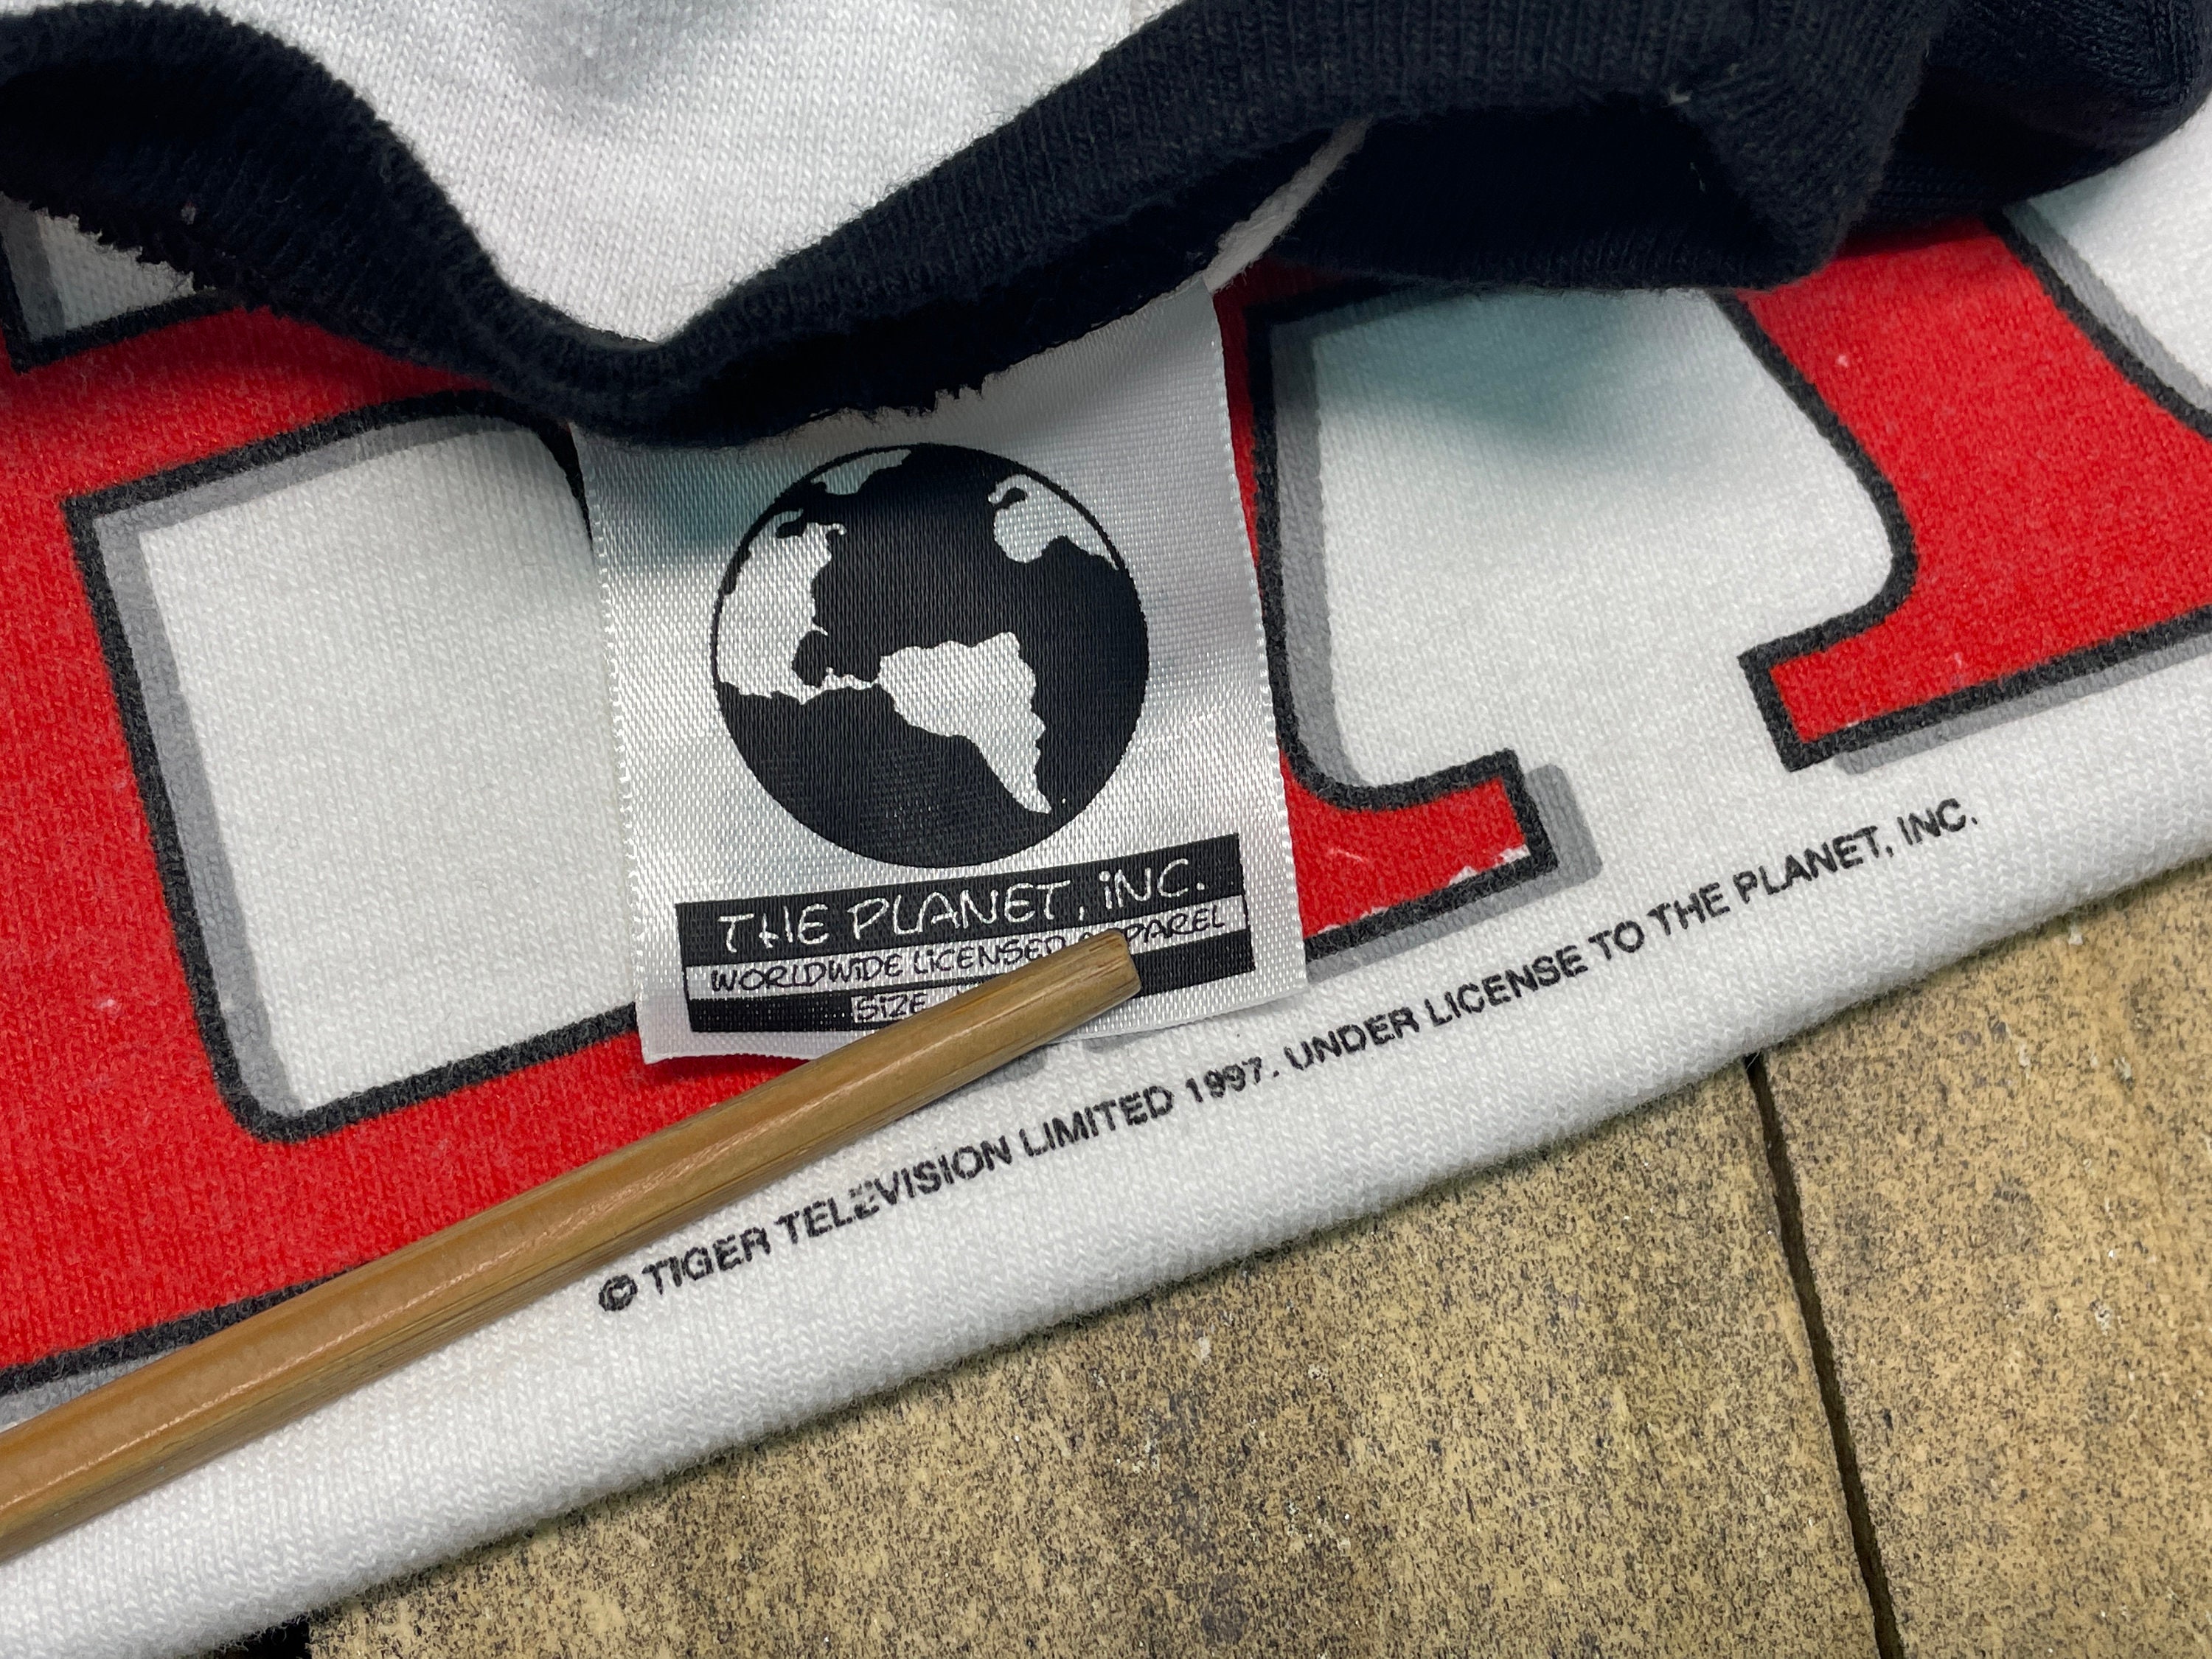 THE PLANET, iNC.
WORLDWiDE LiCENSED APPAREL
SiZE
© TIGER TELEVISION LIMITED 1997. UNDER LICENSE TO THE PLANET, INC.